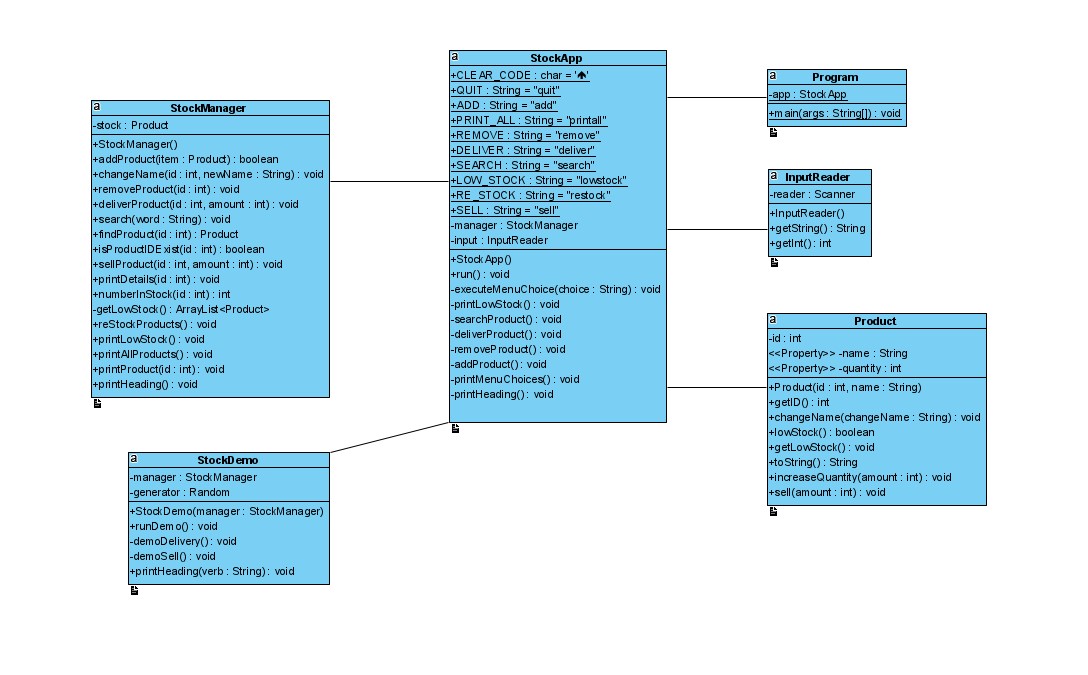 a
StockManager
-stock : Product
+StockManager()
+addProduct(item : Product) : boolean
+changeName(id : int, newName : String) : void
+removeProduct(id : int) : void
+deliverProduct(id : int, amount : int) : void
+search(word : String) : void
+findProduct(id : int) : Product
+isProductIDExist(id : int) : boolean
+sellProduct(id : int, amount : int) : void
+printDetails(id : int) : void
+numberInStock(id : int) : int
-getLowStock() : ArrayList<Product>
+reStockProducts() : void
+printLowStock() : void
+printAllProducts() : void
+printProduct(id : int) : void
+printHeading() : void
a
StockDemo
-manager : StockManager
-generator : Random
+StockDemo(manager : StockManager)
+runDemo() : void
-demoDelivery() : void
-demoSell() : void
+printHeading(verb : String) : void
a
StockApp
+CLEAR_CODE : char = '♠'
+QUIT : String = "quit"
+ADD : String = "add"
+PRINT_ALL : String = "printall"
+REMOVE : String = "remove"
+DELIVER : String = "deliver"
+SEARCH : String = "search"
+LOW_STOCK : String = "lowstock"
+RE_STOCK : String = "restock"
+SELL : String = "sell"
-manager : StockManager
-input : InputReader
+StockApp()
+run() : void
-executeMenuChoice(choice : String) : void
-printLowStock() : void
-searchProduct() : void
-deliverProduct() : void
-removeProduct() : void
-addProduct() : void
-printMenuChoices() : void
-printHeading() : void
a
Program
-app : StockApp
+main(args : String[]) : void
a
InputReader
-reader : Scanner
+InputReader()
+getString() : String
+getInt() : int
a
Product
-id : int
<<Property>> -name : String
<<Property>> -quantity : int
+Product(id : int, name : String)
+getID() : int
+changeName(changeName : String) : void
+lowStock() : boolean
+getLowStock() : void
+toString() : String
+increaseQuantity(amount : int) : void
+sell(amount : int) : void